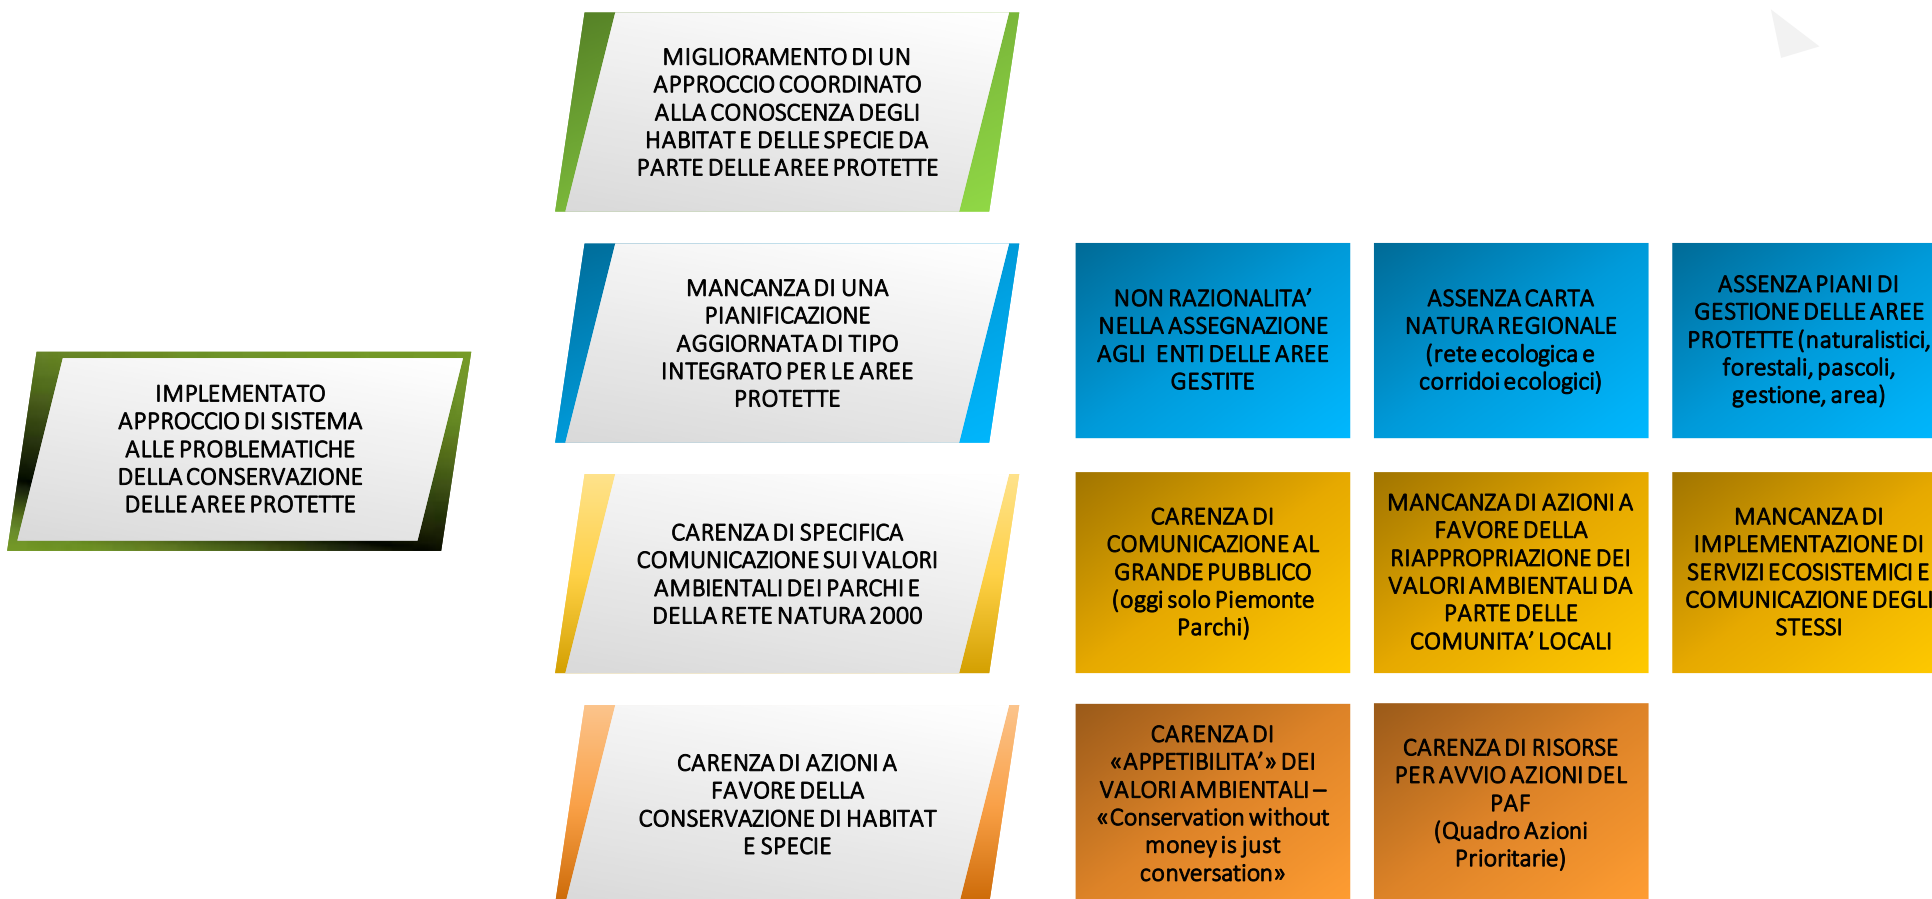 MIGLIORAMENTO DI UN
APPROCCIO COORDINATO
ALLA CONOSCENZA DEGLI
HABITAT E DELLE SPECIE DA
PARTE DELLE AREE PROTETTE
IMPLEMENTATO
APPROCCIO DI SISTEMA
ALLE PROBLEMATICHE
DELLA CONSERVAZIONE
DELLE AREE PROTETTE
MANCANZA DI UNA
PIANIFICAZIONE
AGGIORNATA DI TIPO
INTEGRATO PER LE AREE
PROTETTE
NON RAZIONALITA’
NELLA ASSEGNAZIONE
AGLI ENTI DELLE AREE
GESTITE
ASSENZA CARTA
NATURA REGIONALE
(rete ecologica e
corridoi ecologici)
ASSENZA PIANI DI
GESTIONE DELLE AREE
PROTETTE (naturalistici,
forestali, pascoli,
gestione, area)
CARENZA DI SPECIFICA
COMUNICAZIONE SUI VALORI
AMBIENTALI DEI PARCHI E
DELLA RETE NATURA 2000
CARENZA DI
COMUNICAZIONE AL
GRANDE PUBBLICO
(oggi solo Piemonte
Parchi)
MANCANZA DI AZIONI A
FAVORE DELLA
RIAPPROPRIAZIONE DEI
VALORI AMBIENTALI DA
PARTE DELLE
COMUNITA’ LOCALI
MANCANZA DI
IMPLEMENTAZIONE DI
SERVIZI ECOSISTEMICI E
COMUNICAZIONE DEGLI
STESSI
CARENZA DI AZIONI A
FAVORE DELLA
CONSERVAZIONE DI HABITAT
E SPECIE
CARENZA DI
«APPETIBILITA’» DEI
VALORI AMBIENTALI –
«Conservation without
money is just
conversation»
CARENZA DI RISORSE
PER AVVIO AZIONI DEL
PAF
(Quadro Azioni
Prioritarie)